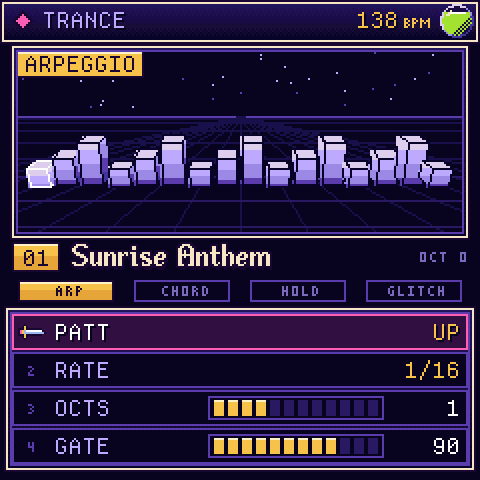 TRANCE 138 BPM
ARPEGGIO
01 Sunrise Anthem OCT 0
ARP CHORD HOLD GLITCH
PATT UP
2 RATE 1/16
3 OCTS 1
4 GATE 90